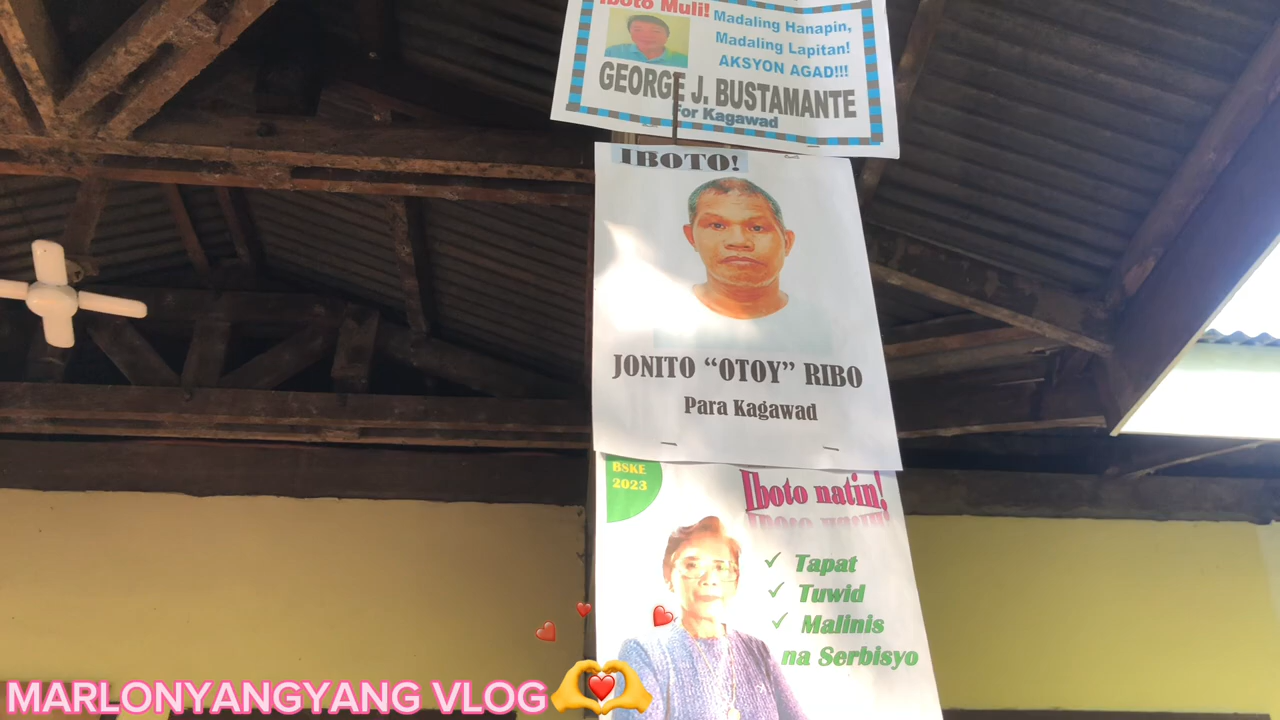 Iboto Muli!
Madaling Hanapin,
Madaling Lapitan!
AKSYON AGAD!!!
GEORGE J. BUSTAMANTE
For Kagawad
IBOTO!
JONITO “OTOY” RIBO
Para Kagawad
BSKE
2023
Iboto natin!
✓ Tapat
✓ Tuwid
✓ Malinis
na Serbisyo
MARLONYANGYANG VLOG